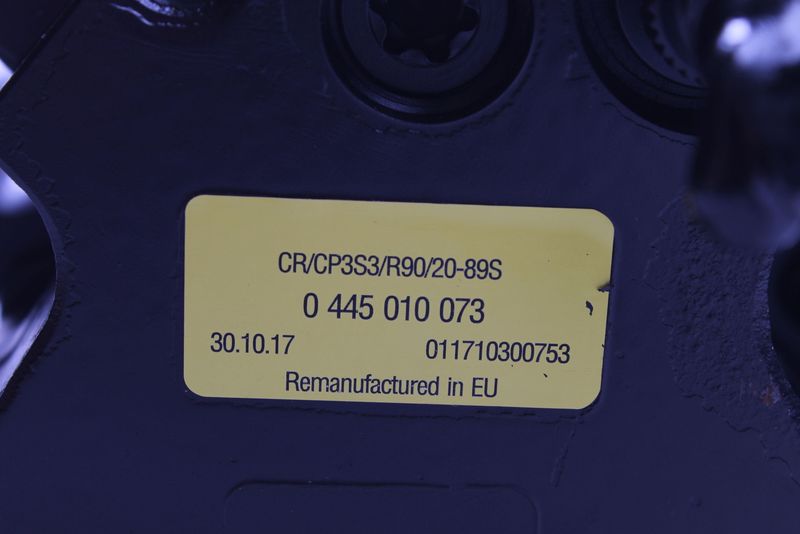 CR/CP3S3/R90/20-89S
0 445 010 073
30.10.17 011710300753
Remanufactured in EU